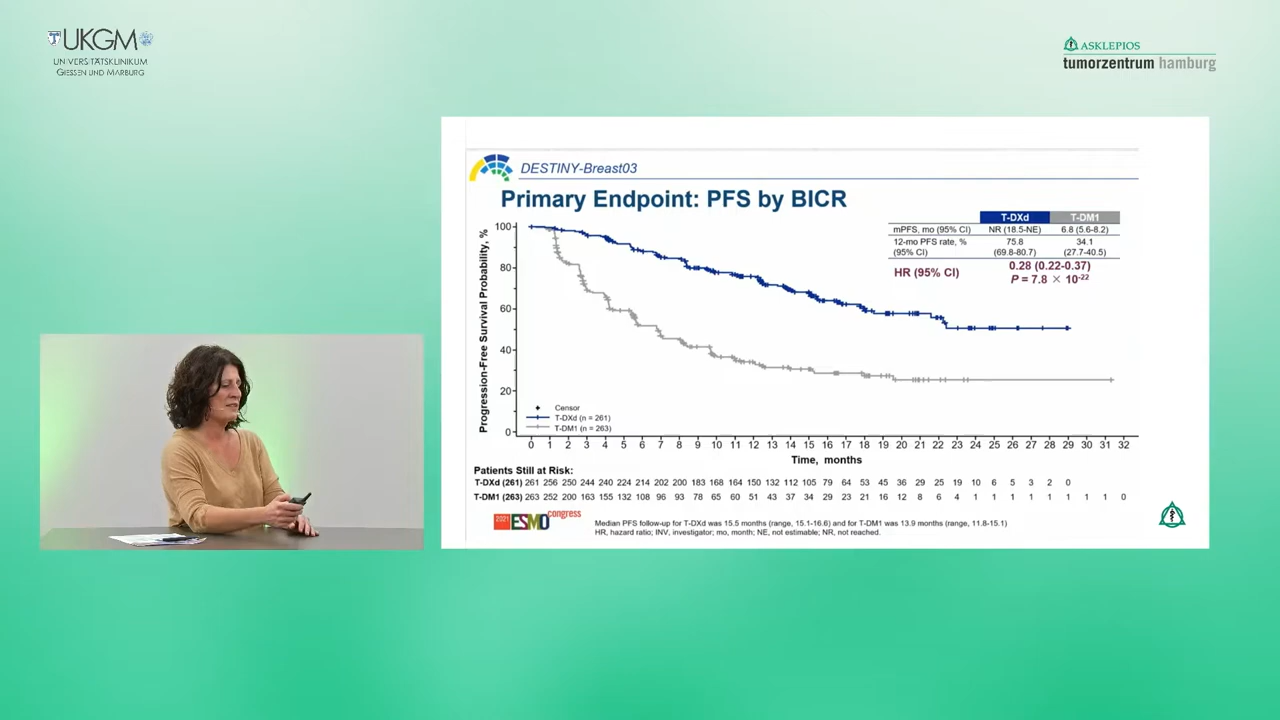 UKGM
UNIVERSITÄTSKLINIKUM
GIESSEN UND MARBURG
ASKLEPIOS
tumorzentrum hamburg
DESTINY-Breast03
Primary Endpoint: PFS by BICR
T-DXd T-DM1
mPFS, mo (95% CI) NR (18.5-NE) 6.8 (5.6-8.2)
12-mo PFS rate, % 75.8 34.1
(95% CI) (69.8-80.7) (27.7-40.5)
HR (95% CI) 0.28 (0.22-0.37)
P = 7.8 × 10-22
Progression-Free Survival Probability, %
100
80
60
40
20
0
Censor
T-DXd (n = 261)
T-DM1 (n = 263)
0 1 2 3 4 5 6 7 8 9 10 11 12 13 14 15 16 17 18 19 20 21 22 23 24 25 26 27 28 29 30 31 32
Time, months
Patients Still at Risk:
T-DXd (261) 261 256 250 244 240 224 214 202 200 183 168 164 150 132 112 105 79 64 53 45 36 29 25 19 10 6 5 3 2 0
T-DM1 (263) 263 252 200 163 155 132 108 96 93 78 65 60 51 43 37 34 29 23 21 16 12 8 6 4 1 1 1 1 1 1 1 1 0
2021 ESMO congress
Median PFS follow-up for T-DXd was 15.5 months (range, 15.1-16.6) and for T-DM1 was 13.9 months (range, 11.8-15.1)
HR, hazard ratio; INV, investigator; mo, month; NE, not estimable; NR, not reached.